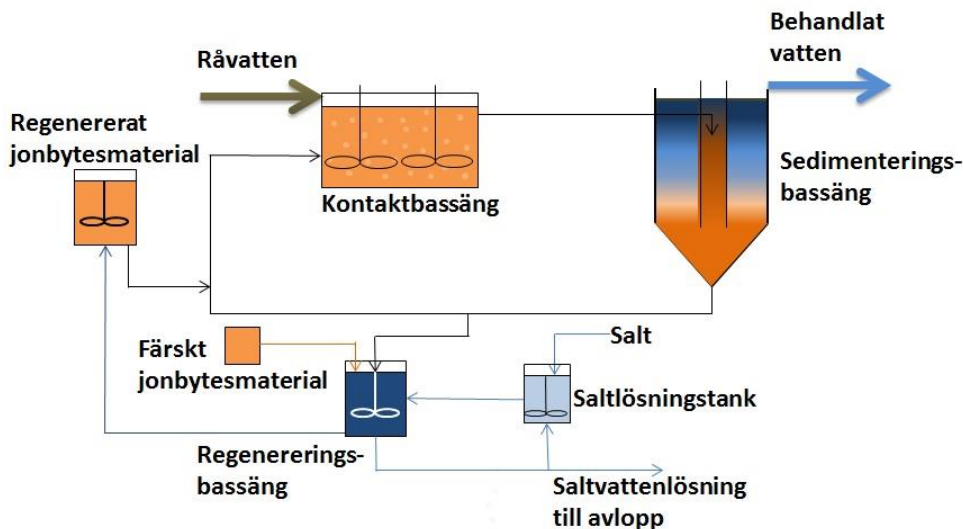 Behandlat
vatten
Råvatten
Regenererat
jonbytesmaterial
Kontaktbassäng
Sedimenterings-
bassäng
Färskt
jonbytesmaterial
Salt
Saltlösningstank
Regenererings-
bassäng
Saltvattenlösning
till avlopp